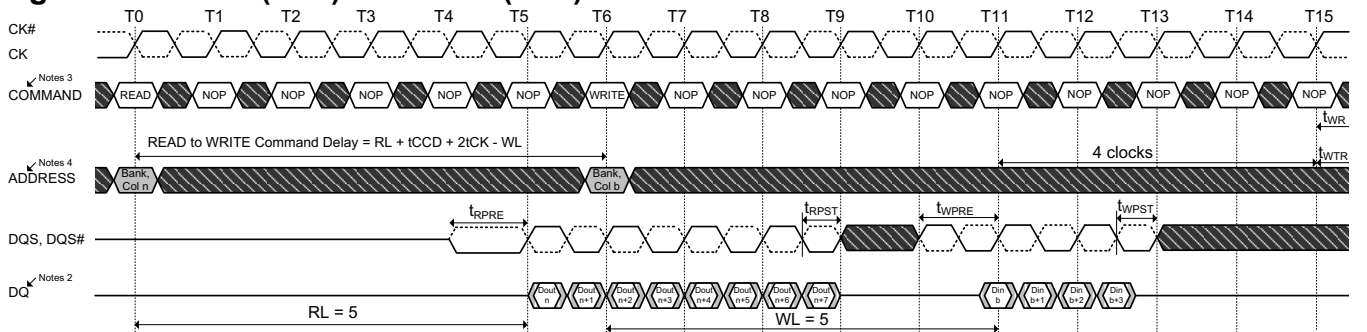 T0 T1 T2 T3 T4 T5 T6 T7 T8 T9 T10 T11 T12 T13 T14 T15
CK#
CK
Notes 3
COMMAND READ NOP NOP NOP NOP NOP WRITE NOP NOP NOP NOP NOP NOP NOP NOP NOP
tWR
READ to WRITE Command Delay = RL + tCCD + 2tCK - WL
4 clocks
tWTR
Notes 4
ADDRESS
Bank, Col n
Bank, Col b
tRPRE tRPST tWPRE tWPST
DQS, DQS#
Notes 2
DQ
Dout n
Dout n+1
Dout n+2
Dout n+3
Dout n+4
Dout n+5
Dout n+6
Dout n+7
Din b
Din b+1
Din b+2
Din b+3
RL = 5
WL = 5